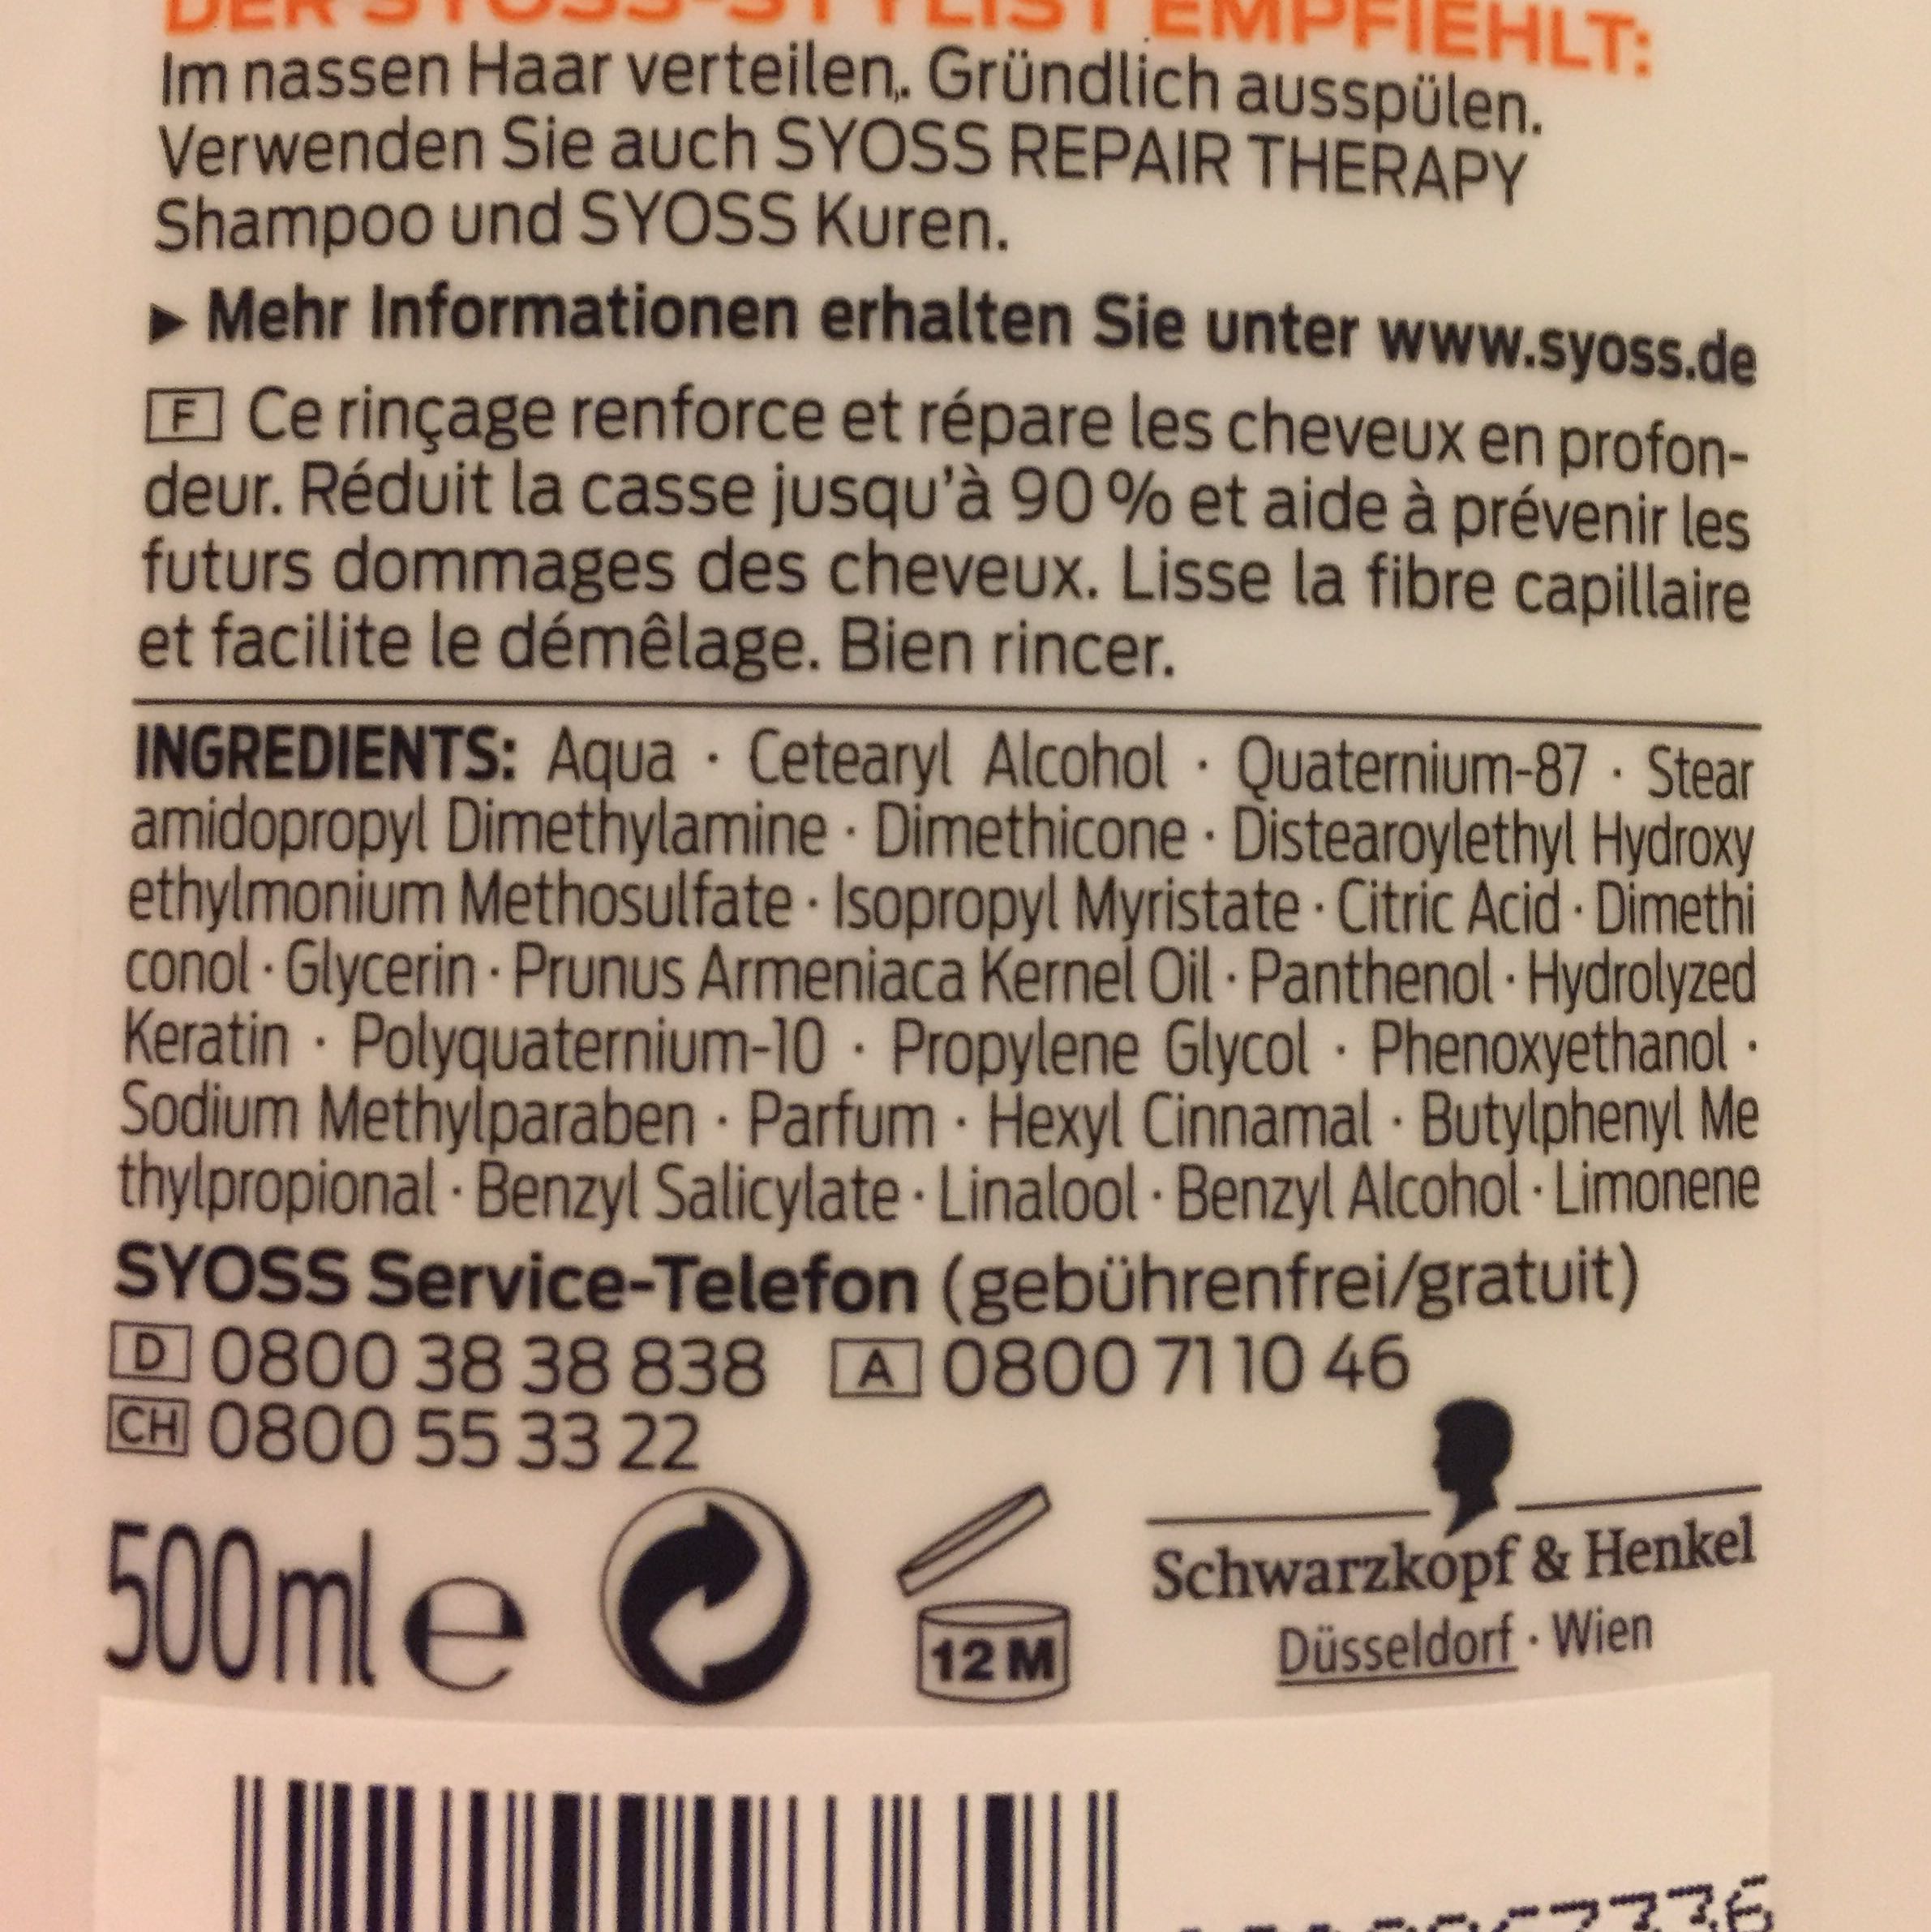 DER SYOSS-STYLIST EMPFIEHLT:
Im nassen Haar verteilen. Gründlich ausspülen.
Verwenden Sie auch SYOSS REPAIR THERAPY
Shampoo und SYOSS Kuren.
► Mehr Informationen erhalten Sie unter www.syoss.de
F Ce rinçage renforce et répare les cheveux en profon-
deur. Réduit la casse jusqu'à 90 % et aide à prévenir les
futurs dommages des cheveux. Lisse la fibre capillaire
et facilite le démêlage. Bien rincer.
INGREDIENTS: Aqua · Cetearyl Alcohol · Quaternium-87 · Stear
amidopropyl Dimethylamine · Dimethicone · Distearoylethyl Hydroxy
ethylmonium Methosulfate · Isopropyl Myristate · Citric Acid · Dimethi
conol · Glycerin · Prunus Armeniaca Kernel Oil · Panthenol · Hydrolyzed
Keratin · Polyquaternium-10 · Propylene Glycol · Phenoxyethanol ·
Sodium Methylparaben · Parfum · Hexyl Cinnamal · Butylphenyl Me
thylpropional · Benzyl Salicylate · Linalool · Benzyl Alcohol · Limonene
SYOSS Service-Telefon (gebührenfrei/gratuit)
D 0800 38 38 838 A 0800 71 10 46
CH 0800 55 33 22
500ml e
12 M
Schwarzkopf & Henkel
Düsseldorf · Wien